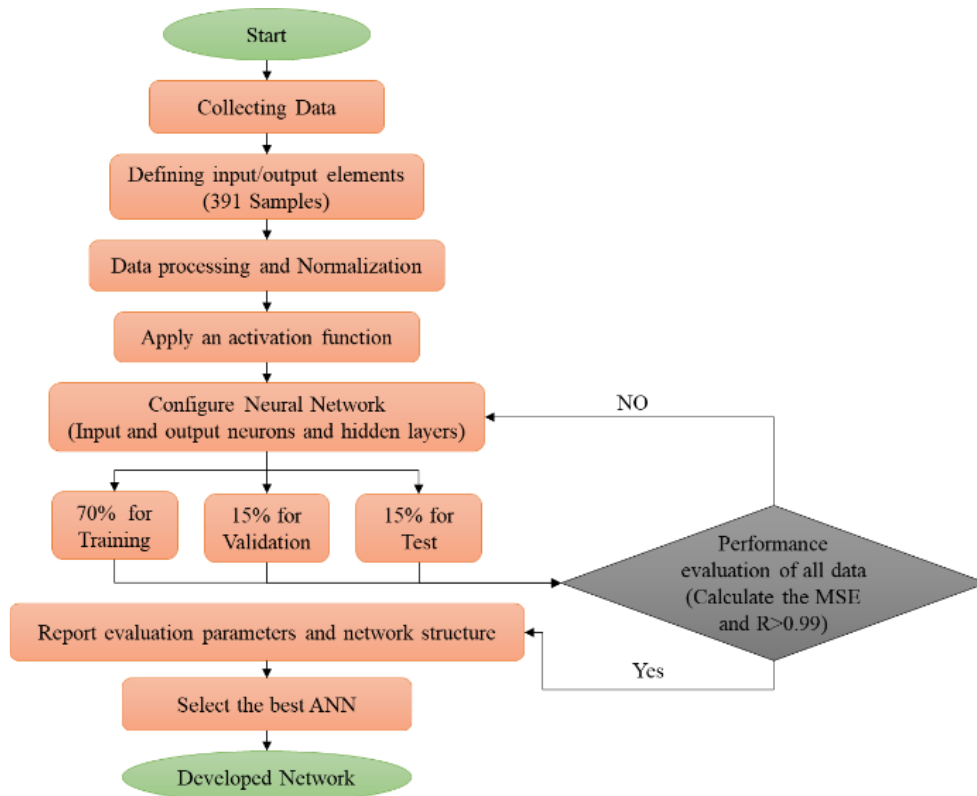 Start
Collecting Data
Defining input/output elements
(391 Samples)
Data processing and Normalization
Apply an activation function
Configure Neural Network
(Input and output neurons and hidden layers)
NO
70% for
Training
15% for
Validation
15% for
Test
Performance
evaluation of all data
(Calculate the MSE
and R>0.99)
Yes
Report evaluation parameters and network structure
Select the best ANN
Developed Network